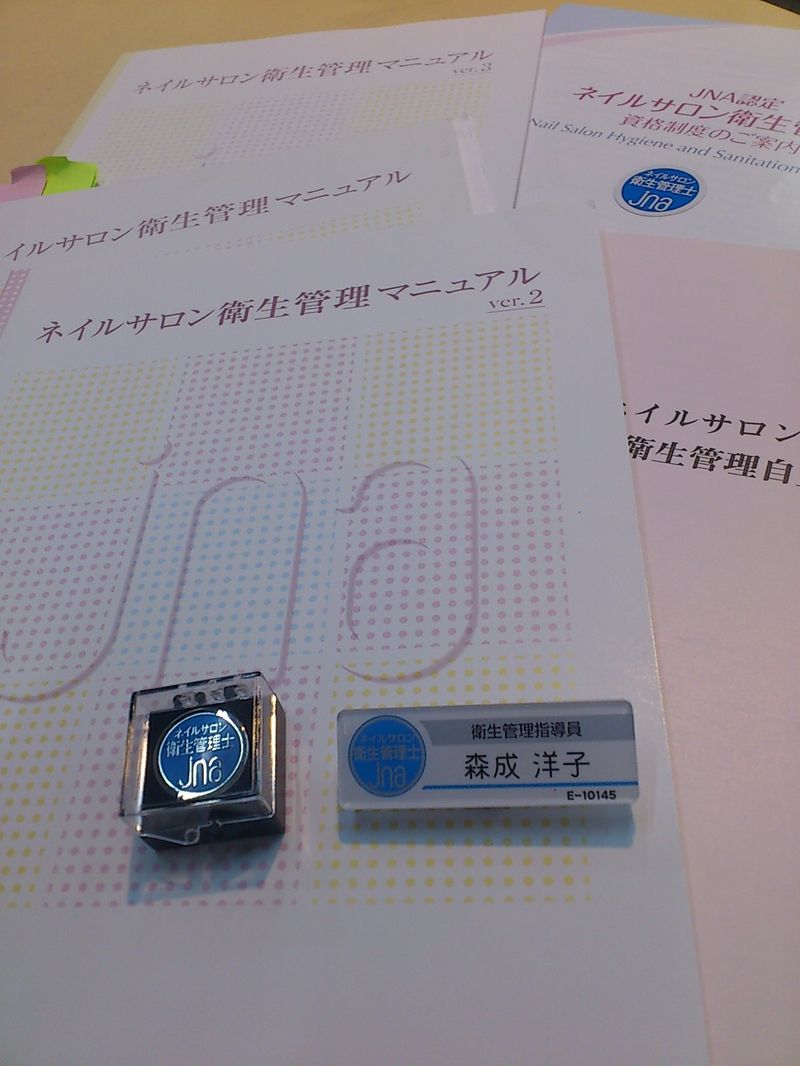 ネイルサロン衛生管理マニュアル
ver.3
JNA認定
ネイルサロン衛生管
資格制度のご案内
Nail Salon Hygiene and Sanitation
ネイルサロン
衛生管理士
jna
イルサロン衛生管理マニュアル
ネイルサロン衛生管理マニュアル
ver.2
ネイルサロン
衛生管理自
jna
ネイルサロン
衛生管理士
jna
ネイルサロン
衛生管理士
jna
衛生管理指導員
森成 洋子
E-10145